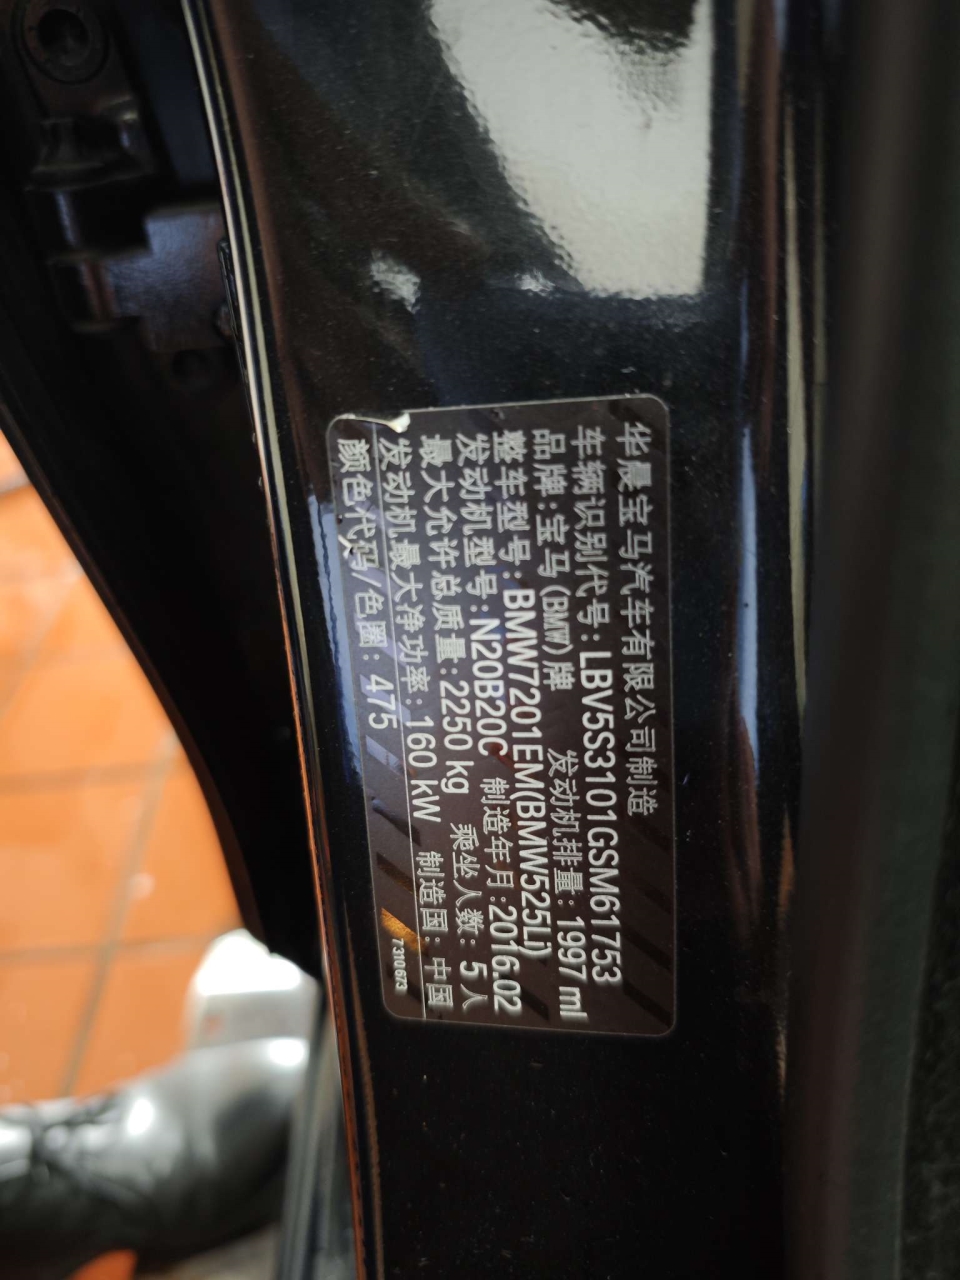 华晨宝马汽车有限公司制造
车辆识别代号：LBV5S3101GSM61753
品牌：宝马(BMW)牌 发动机排量：1997 ml
整车型号：BMW7201EM(BMW525Li)
发动机型号：N20B20C 制造年月：2016.02
最大允许总质量：2250 kg 乘坐人数：5人
发动机最大净功率：160 kW 制造国：中国
颜色代码/色圈：475 7310673